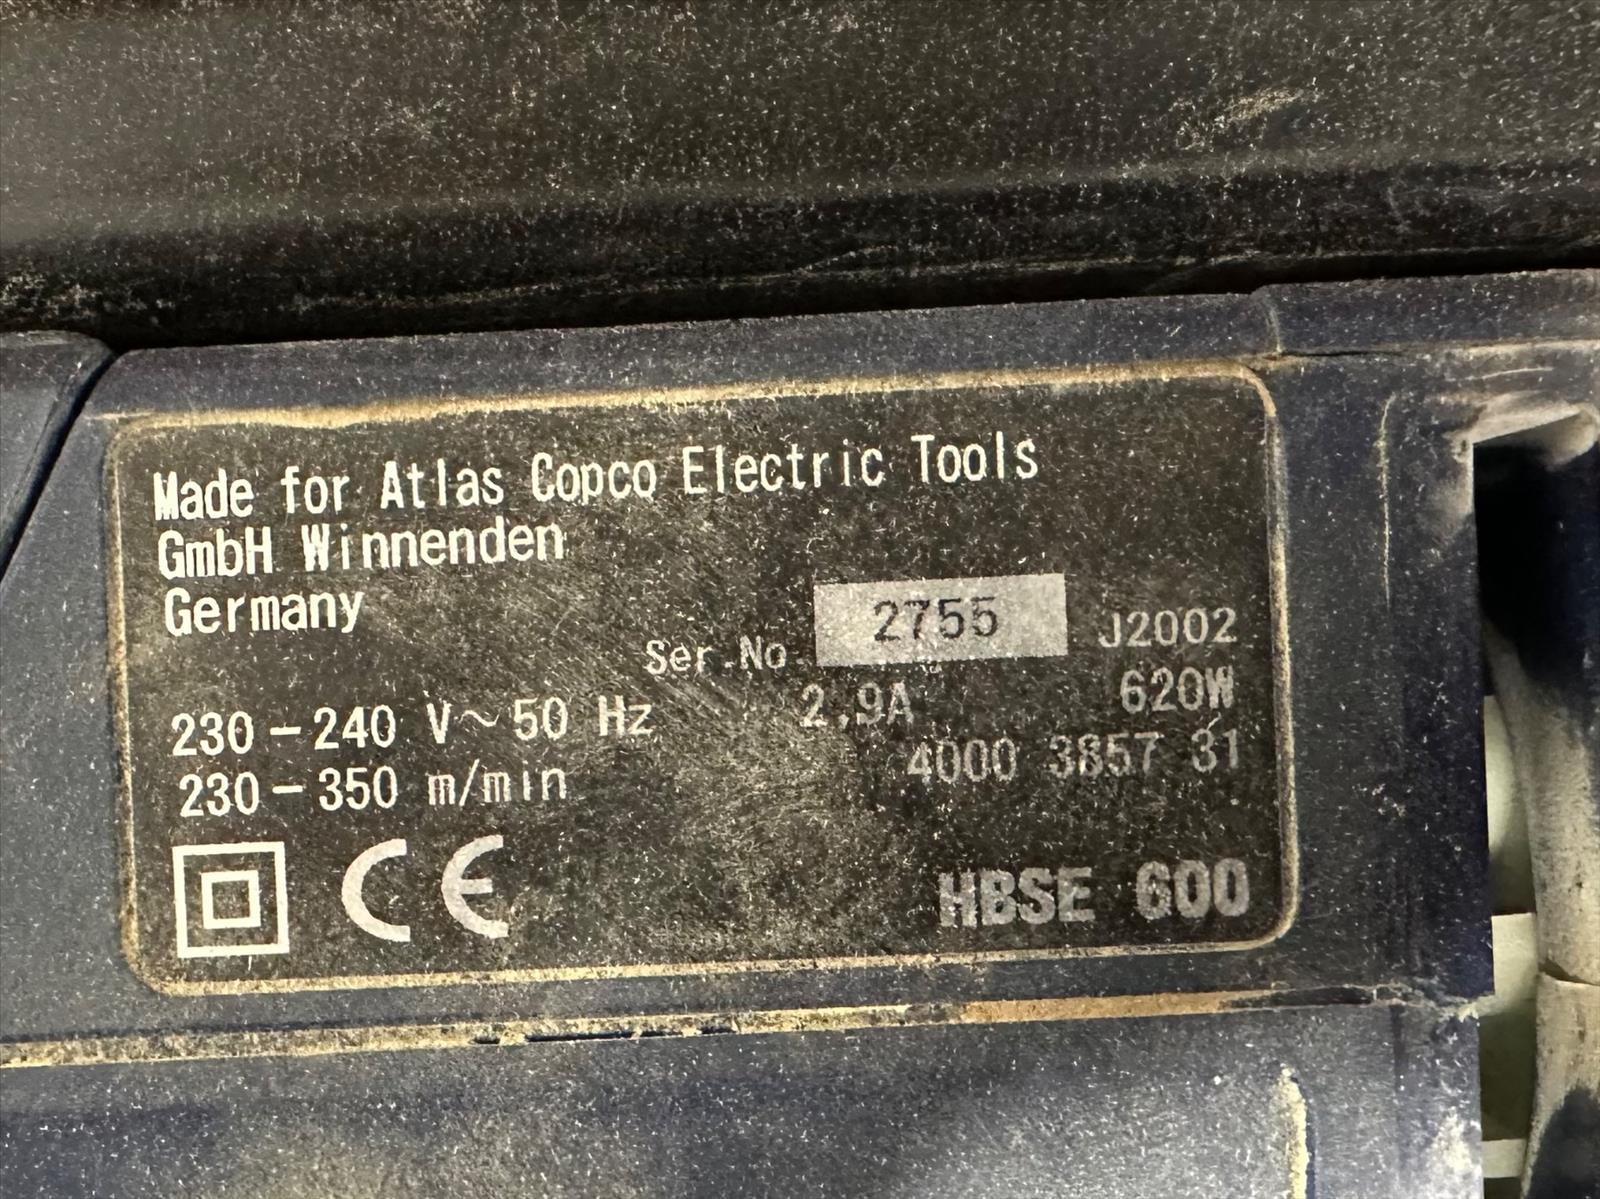 Made for Atlas Copco Electric Tools
GmbH Winnenden
Germany
Ser.No. 2755 J2002
230-240 V~50 Hz 2,9A 620W
230-350 m/min 4000 3857 31
CE HBSE 600